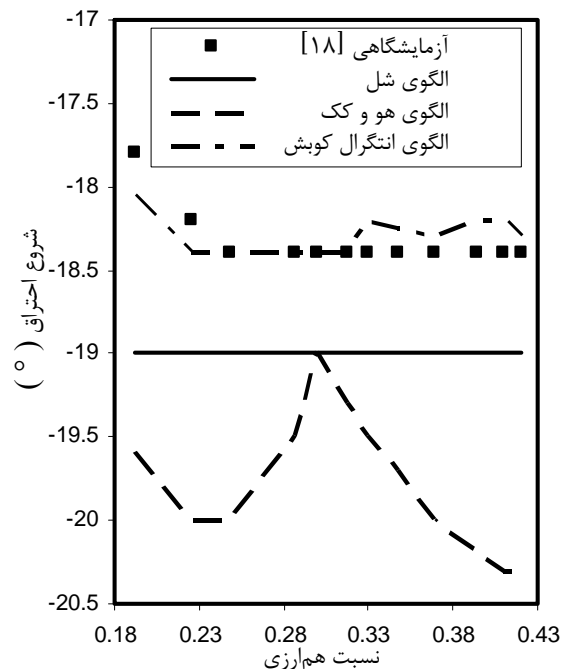 -17
-17.5
-18
-18.5
-19
-19.5
-20
-20.5
آزمایشگاهی [۱۸]
الگوی شل
الگوی هو و کک
الگوی انتگرال کوبش
شروع احتراق ( ° )
0.18 0.23 0.28 0.33 0.38 0.43
نسبت هم‌ارزی